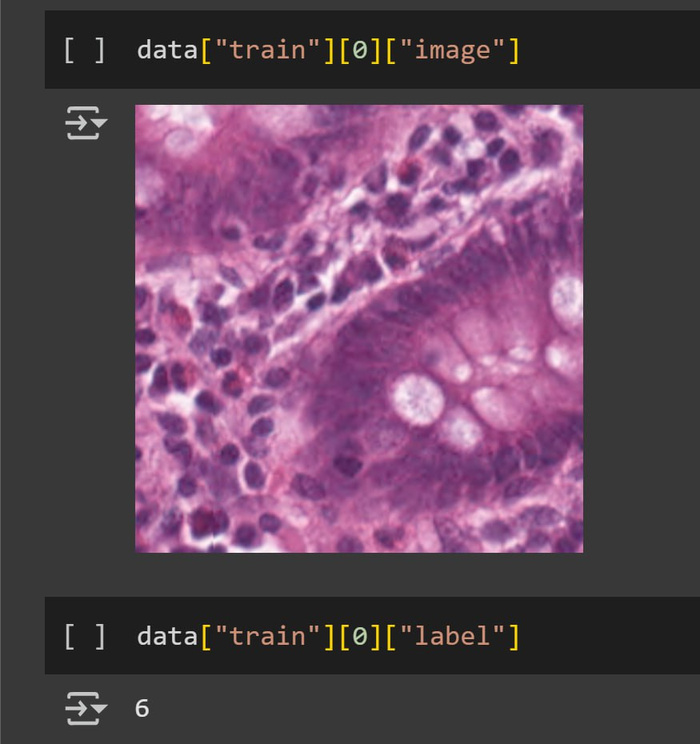 [ ] data["train"][0]["image"]
[ ] data["train"][0]["label"]
6